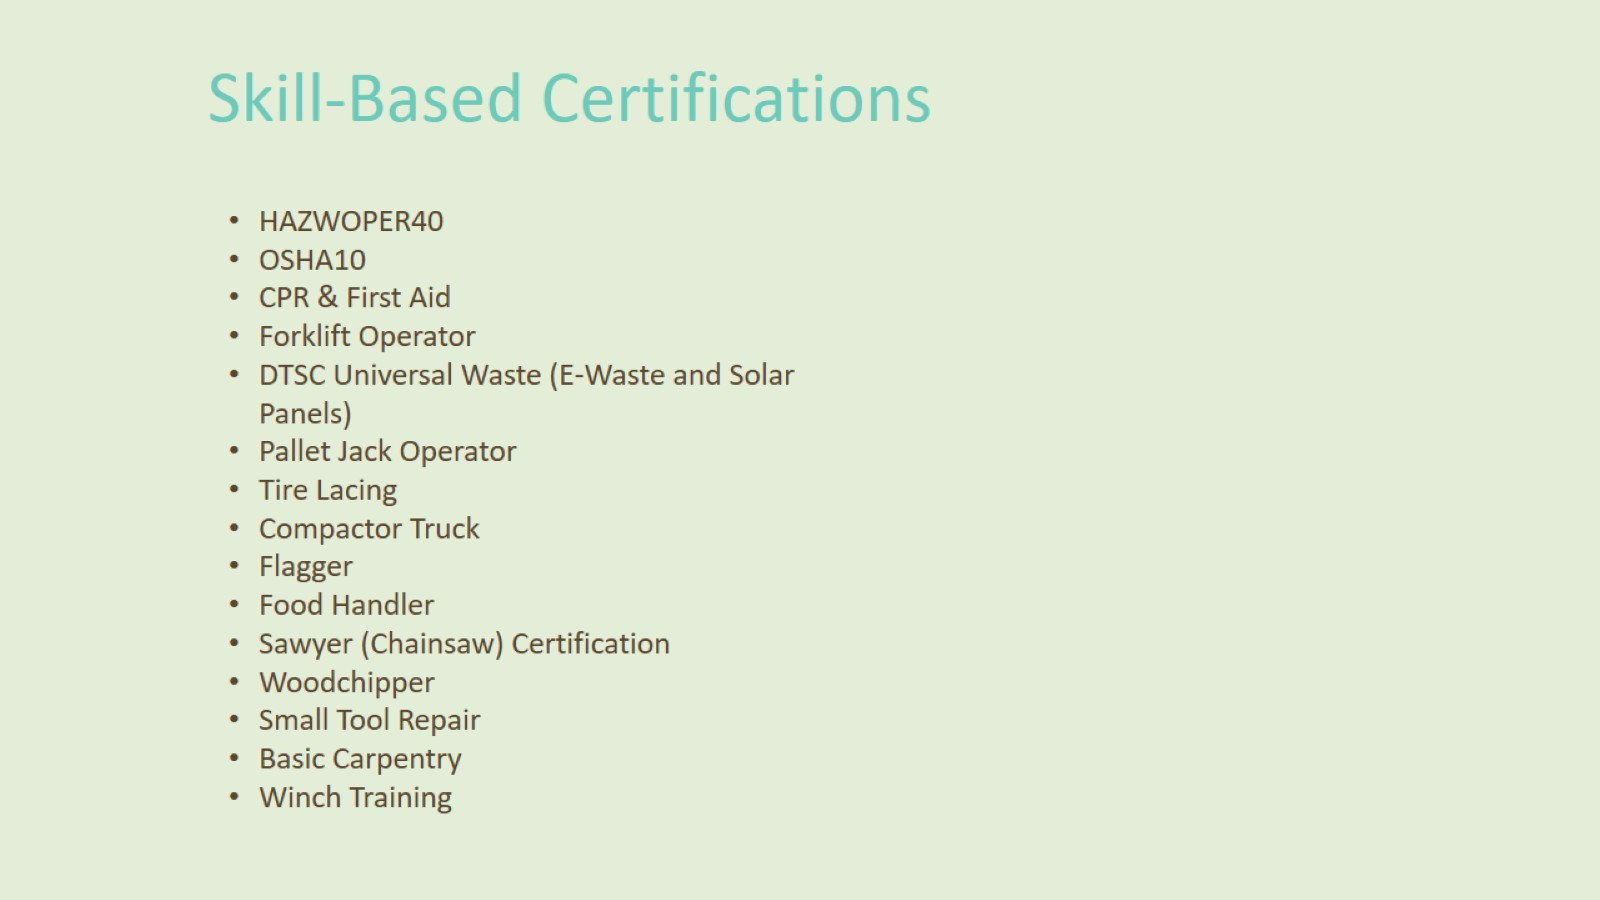 Skill-Based Certifications
• HAZWOPER40
• OSHA10
• CPR & First Aid
• Forklift Operator
• DTSC Universal Waste (E-Waste and Solar
Panels)
• Pallet Jack Operator
• Tire Lacing
• Compactor Truck
• Flagger
• Food Handler
• Sawyer (Chainsaw) Certification
• Woodchipper
• Small Tool Repair
• Basic Carpentry
• Winch Training